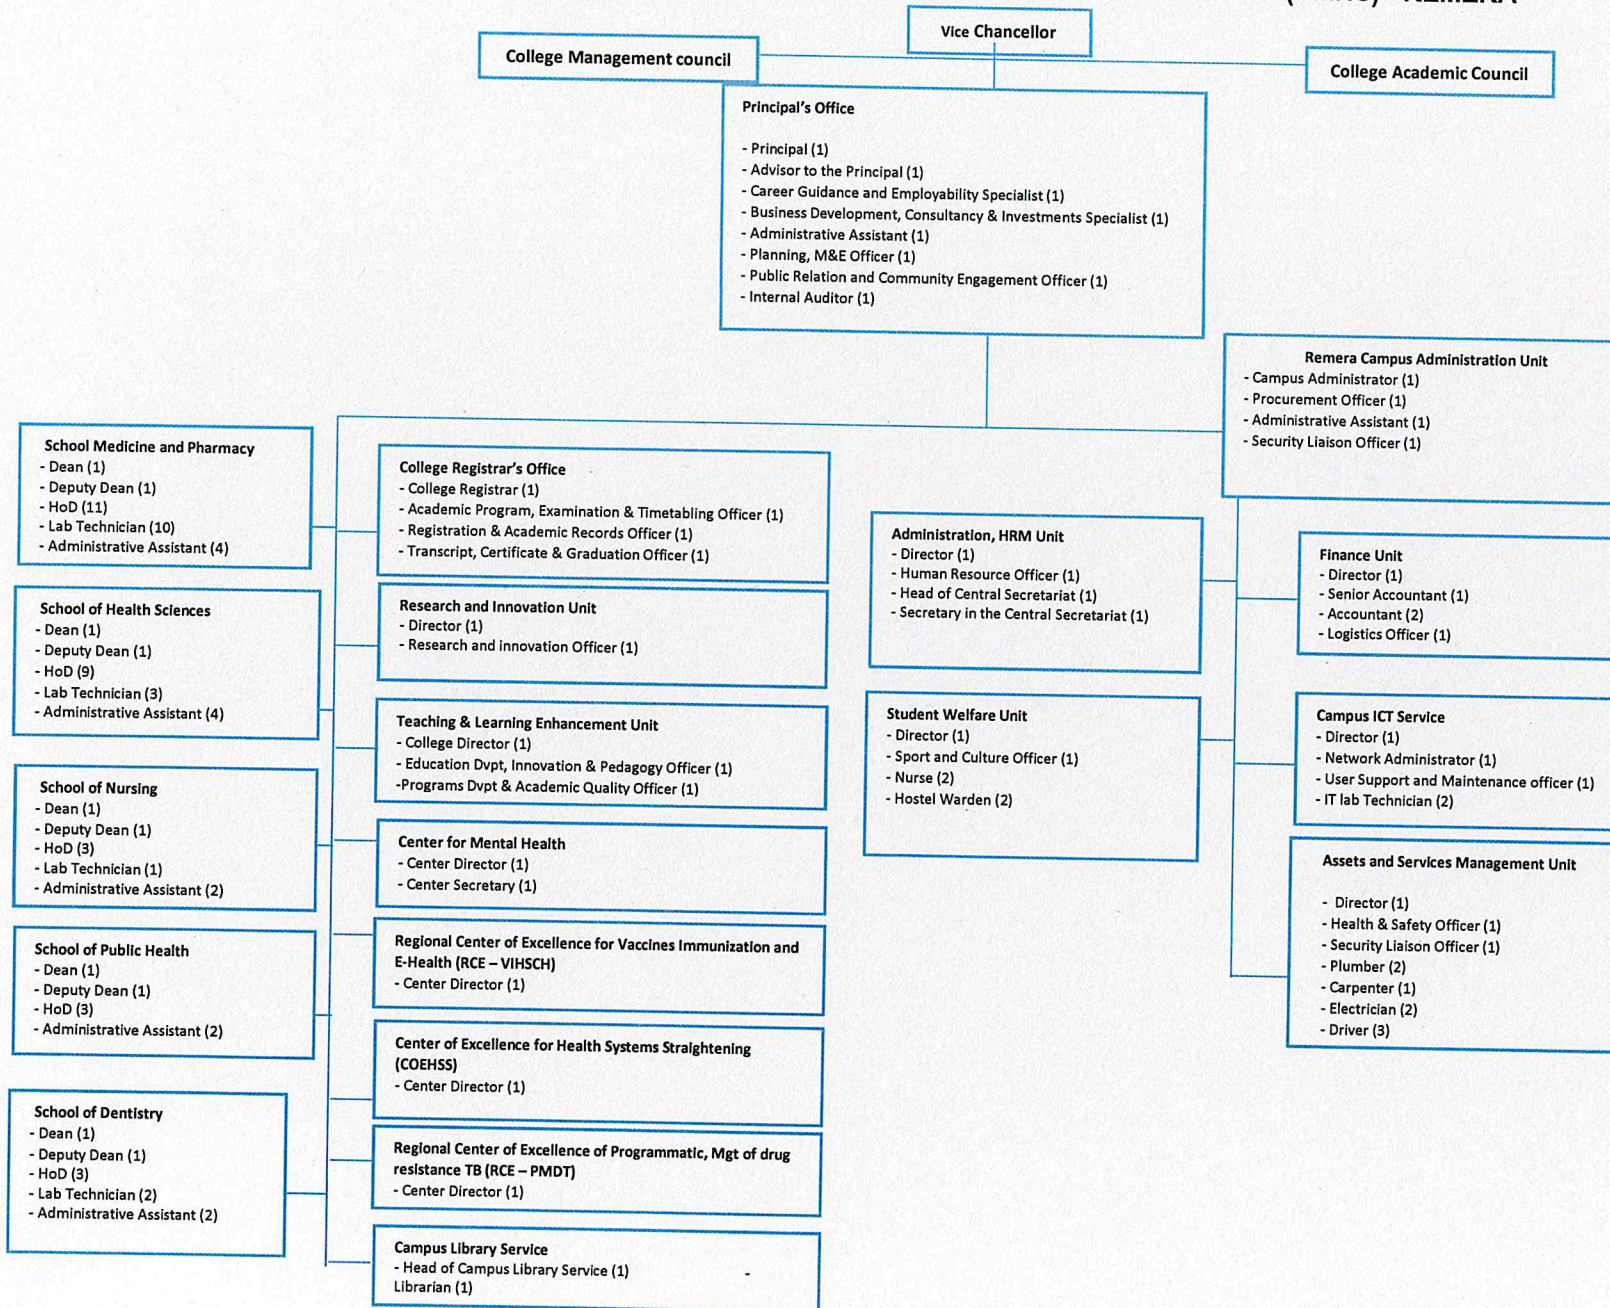 REMERA
Vice Chancellor
College Management council
College Academic Council
Principal's Office
- Principal (1)
- Advisor to the Principal (1)
- Career Guidance and Employability Specialist (1)
- Business Development, Consultancy & Investments Specialist (1)
- Administrative Assistant (1)
- Planning, M&E Officer (1)
- Public Relation and Community Engagement Officer (1)
- Internal Auditor (1)
Remera Campus Administration Unit
- Campus Administrator (1)
- Procurement Officer (1)
- Administrative Assistant (1)
- Security Liaison Officer (1)
School Medicine and Pharmacy
- Dean (1)
- Deputy Dean (1)
- HoD (11)
- Lab Technician (10)
- Administrative Assistant (4)
School of Health Sciences
- Dean (1)
- Deputy Dean (1)
- HoD (9)
- Lab Technician (3)
- Administrative Assistant (4)
School of Nursing
- Dean (1)
- Deputy Dean (1)
- HoD (3)
- Lab Technician (1)
- Administrative Assistant (2)
School of Public Health
- Dean (1)
- Deputy Dean (1)
- HoD (3)
- Administrative Assistant (2)
School of Dentistry
- Dean (1)
- Deputy Dean (1)
- HoD (3)
- Lab Technician (2)
- Administrative Assistant (2)
College Registrar's Office
- College Registrar (1)
- Academic Program, Examination & Timetabling Officer (1)
- Registration & Academic Records Officer (1)
- Transcript, Certificate & Graduation Officer (1)
Research and Innovation Unit
- Director (1)
- Research and innovation Officer (1)
Teaching & Learning Enhancement Unit
- College Director (1)
- Education Dvpt, Innovation & Pedagogy Officer (1)
-Programs Dvpt & Academic Quality Officer (1)
Center for Mental Health
- Center Director (1)
- Center Secretary (1)
Regional Center of Excellence for Vaccines Immunization and
E-Health (RCE – VIHSCH)
- Center Director (1)
Center of Excellence for Health Systems Straightening
(COEHSS)
- Center Director (1)
Regional Center of Excellence of Programmatic, Mgt of drug
resistance TB (RCE – PMDT)
- Center Director (1)
Campus Library Service
- Head of Campus Library Service (1) -
Librarian (1)
Administration, HRM Unit
- Director (1)
- Human Resource Officer (1)
- Head of Central Secretariat (1)
- Secretary in the Central Secretariat (1)
Student Welfare Unit
- Director (1)
- Sport and Culture Officer (1)
- Nurse (2)
- Hostel Warden (2)
Finance Unit
- Director (1)
- Senior Accountant (1)
- Accountant (2)
- Logistics Officer (1)
Campus ICT Service
- Director (1)
- Network Administrator (1)
- User Support and Maintenance officer (1)
- IT lab Technician (2)
Assets and Services Management Unit
- Director (1)
- Health & Safety Officer (1)
- Security Liaison Officer (1)
- Plumber (2)
- Carpenter (1)
- Electrician (2)
- Driver (3)